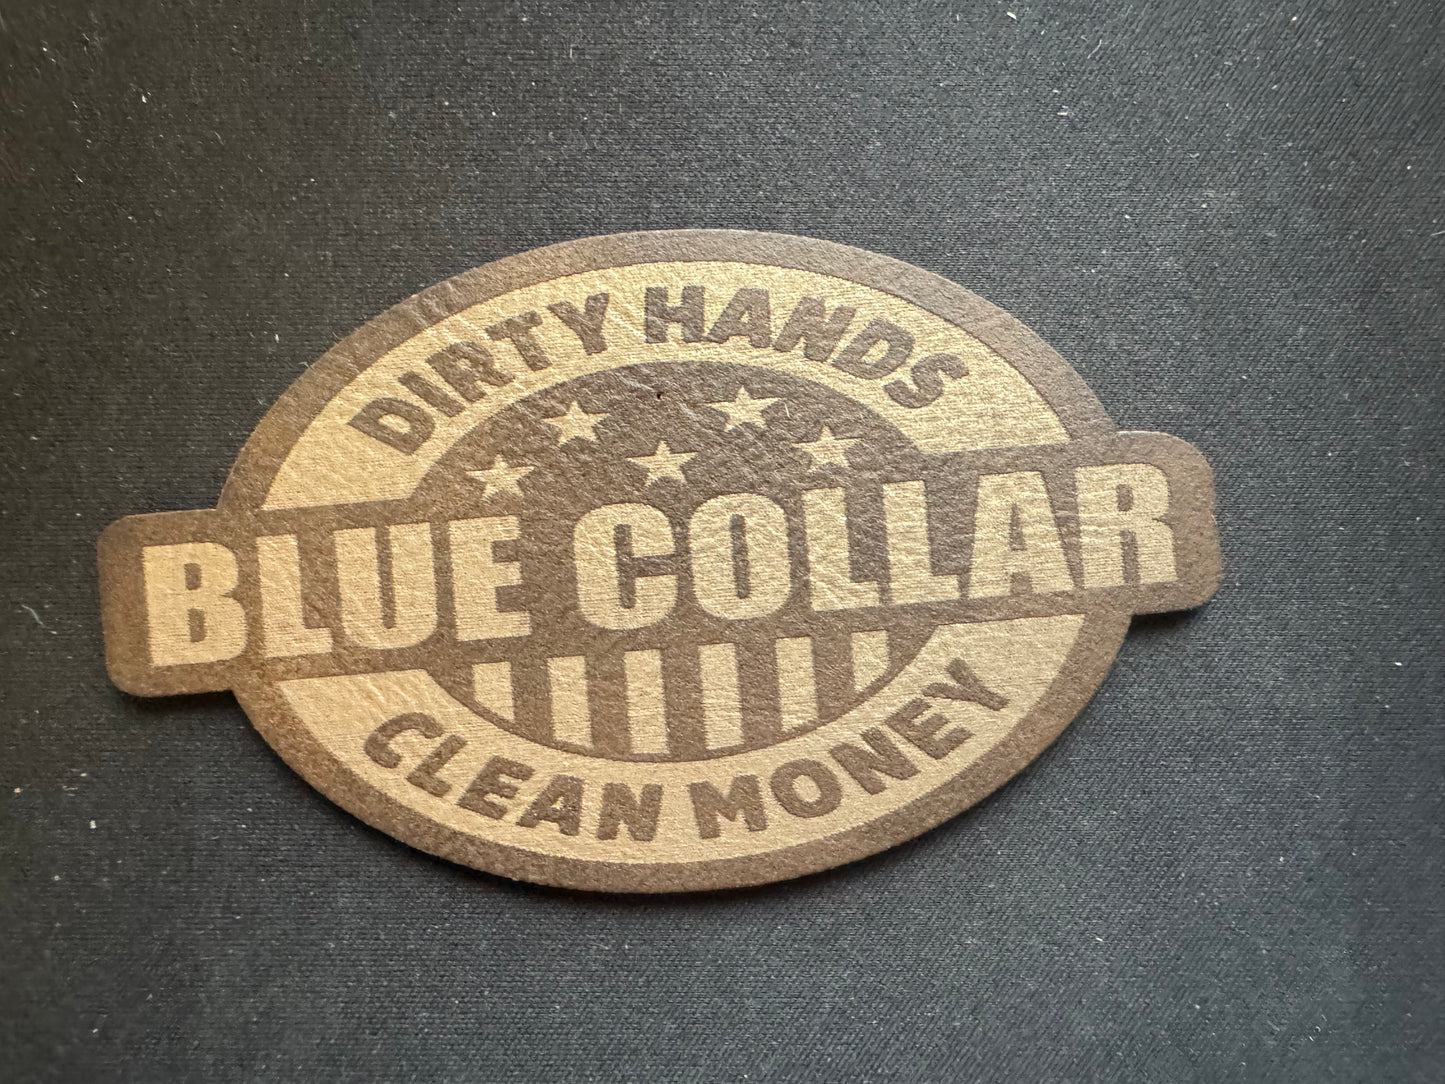 DIRTY HANDS
BLUE COLLAR
CLEAN MONEY